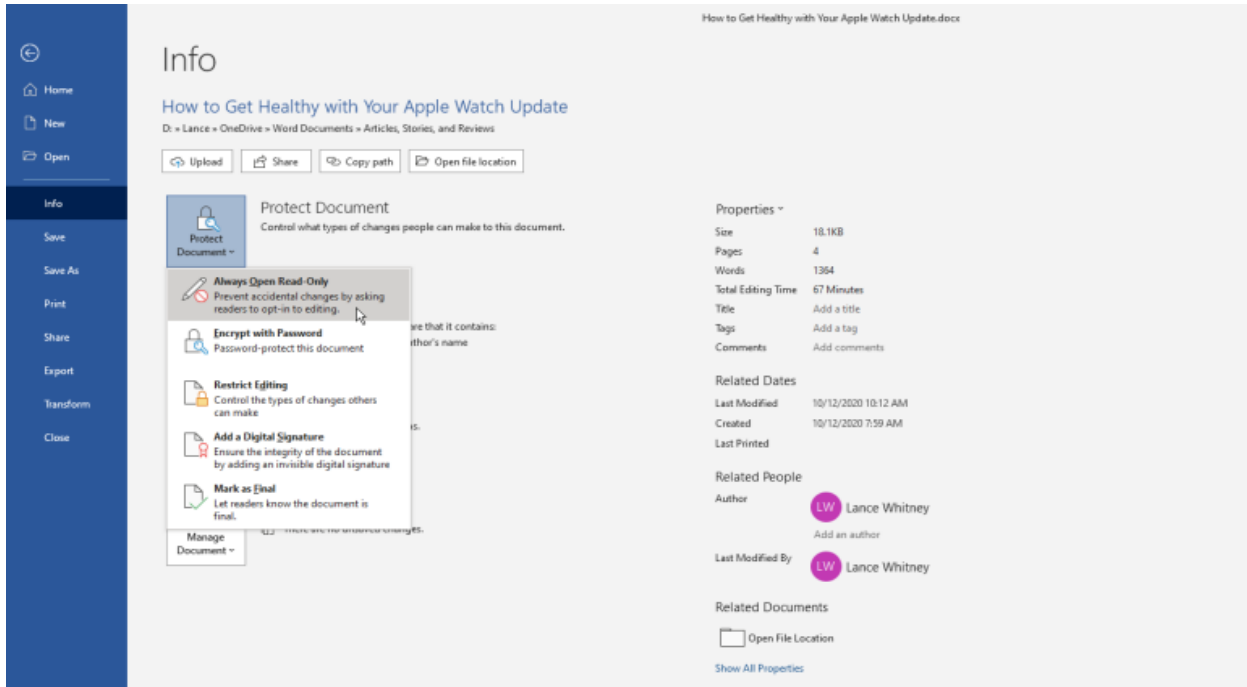 How to Get Healthy with Your Apple Watch Update.docx
Home
New
Open
Info
Save
Save As
Print
Share
Export
Transform
Close
Info
How to Get Healthy with Your Apple Watch Update
D: » Lance » OneDrive » Word Documents » Articles, Stories, and Reviews
Upload
Share
Copy path
Open file location
Protect
Document
Protect Document
Control what types of changes people can make to this document.
Always Open Read-Only
Prevent accidental changes by asking
readers to opt-in to editing.
Encrypt with Password
Password-protect this document
Restrict Editing
Control the types of changes others
can make
Add a Digital Signature
Ensure the integrity of the document
by adding an invisible digital signature
Mark as Final
Let readers know the document is
final.
that it contains:
name
changes.
Manage
Document
Properties
Size 18.1KB
Pages 4
Words 1364
Total Editing Time 67 Minutes
Title Add a title
Tags Add a tag
Comments Add comments
Related Dates
Last Modified 10/12/2020 10:12 AM
Created 10/12/2020 7:59 AM
Last Printed
Related People
Author LW Lance Whitney
Add an author
Last Modified By LW Lance Whitney
Related Documents
Open File Location
Show All Properties